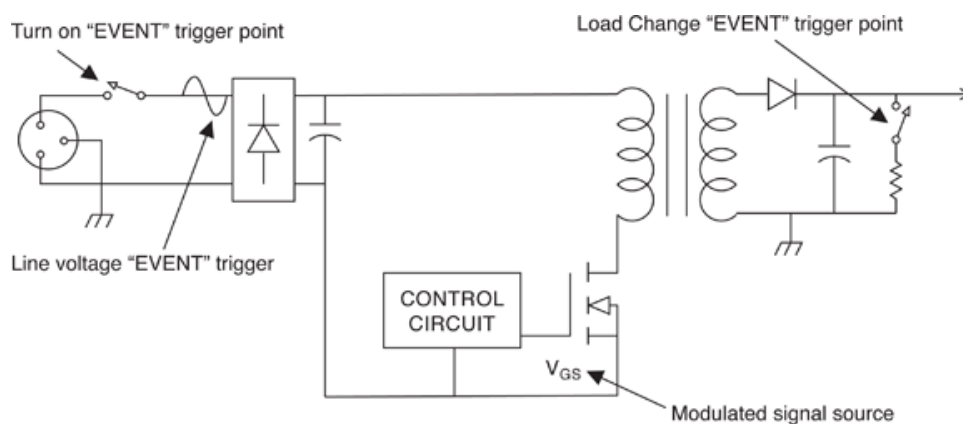 Turn on “EVENT” trigger point
Load Change “EVENT” trigger point
Line voltage “EVENT” trigger
CONTROL
CIRCUIT
VGS
Modulated signal source